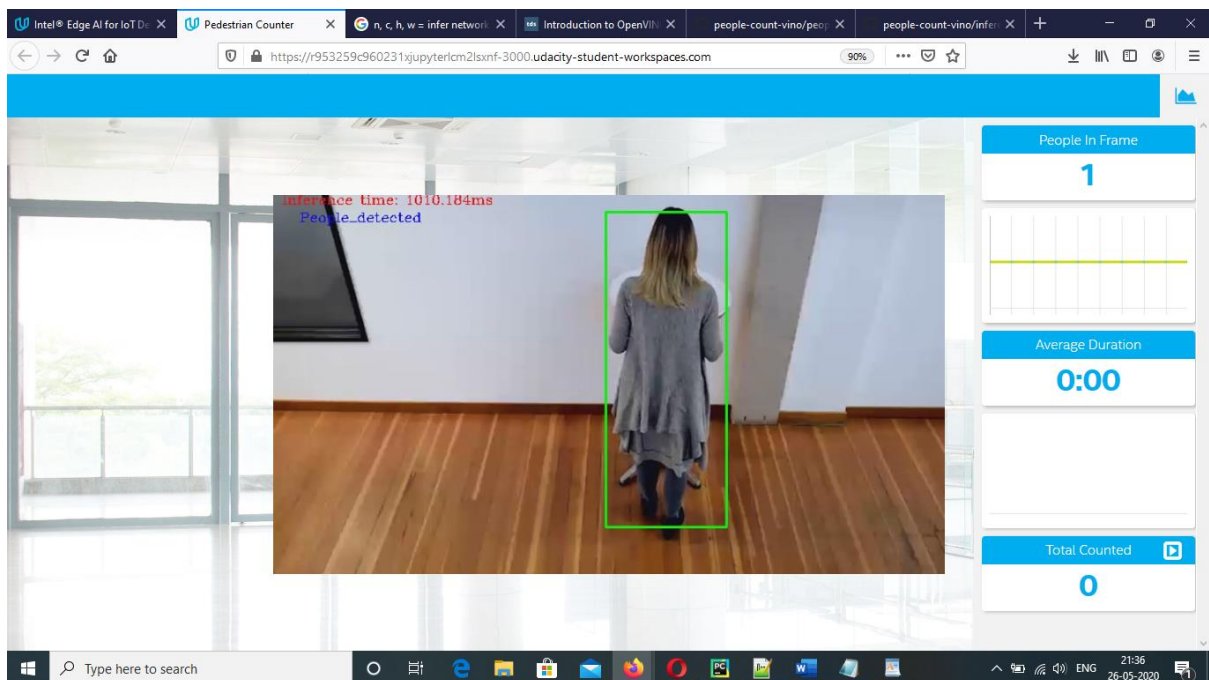 Intel® Edge AI for IoT De
Pedestrian Counter
n, c, h, w = infer network
Introduction to OpenVIN
people-count-vino/peop
people-count-vino/infer
https://r953259c960231xjupyterlcm2lsxnf-3000.udacity-student-workspaces.com
90%
People In Frame
1
Inference time: 1010.184ms
People_detected
Average Duration
0:00
Total Counted
0
Type here to search
ENG
21:36
26-05-2020